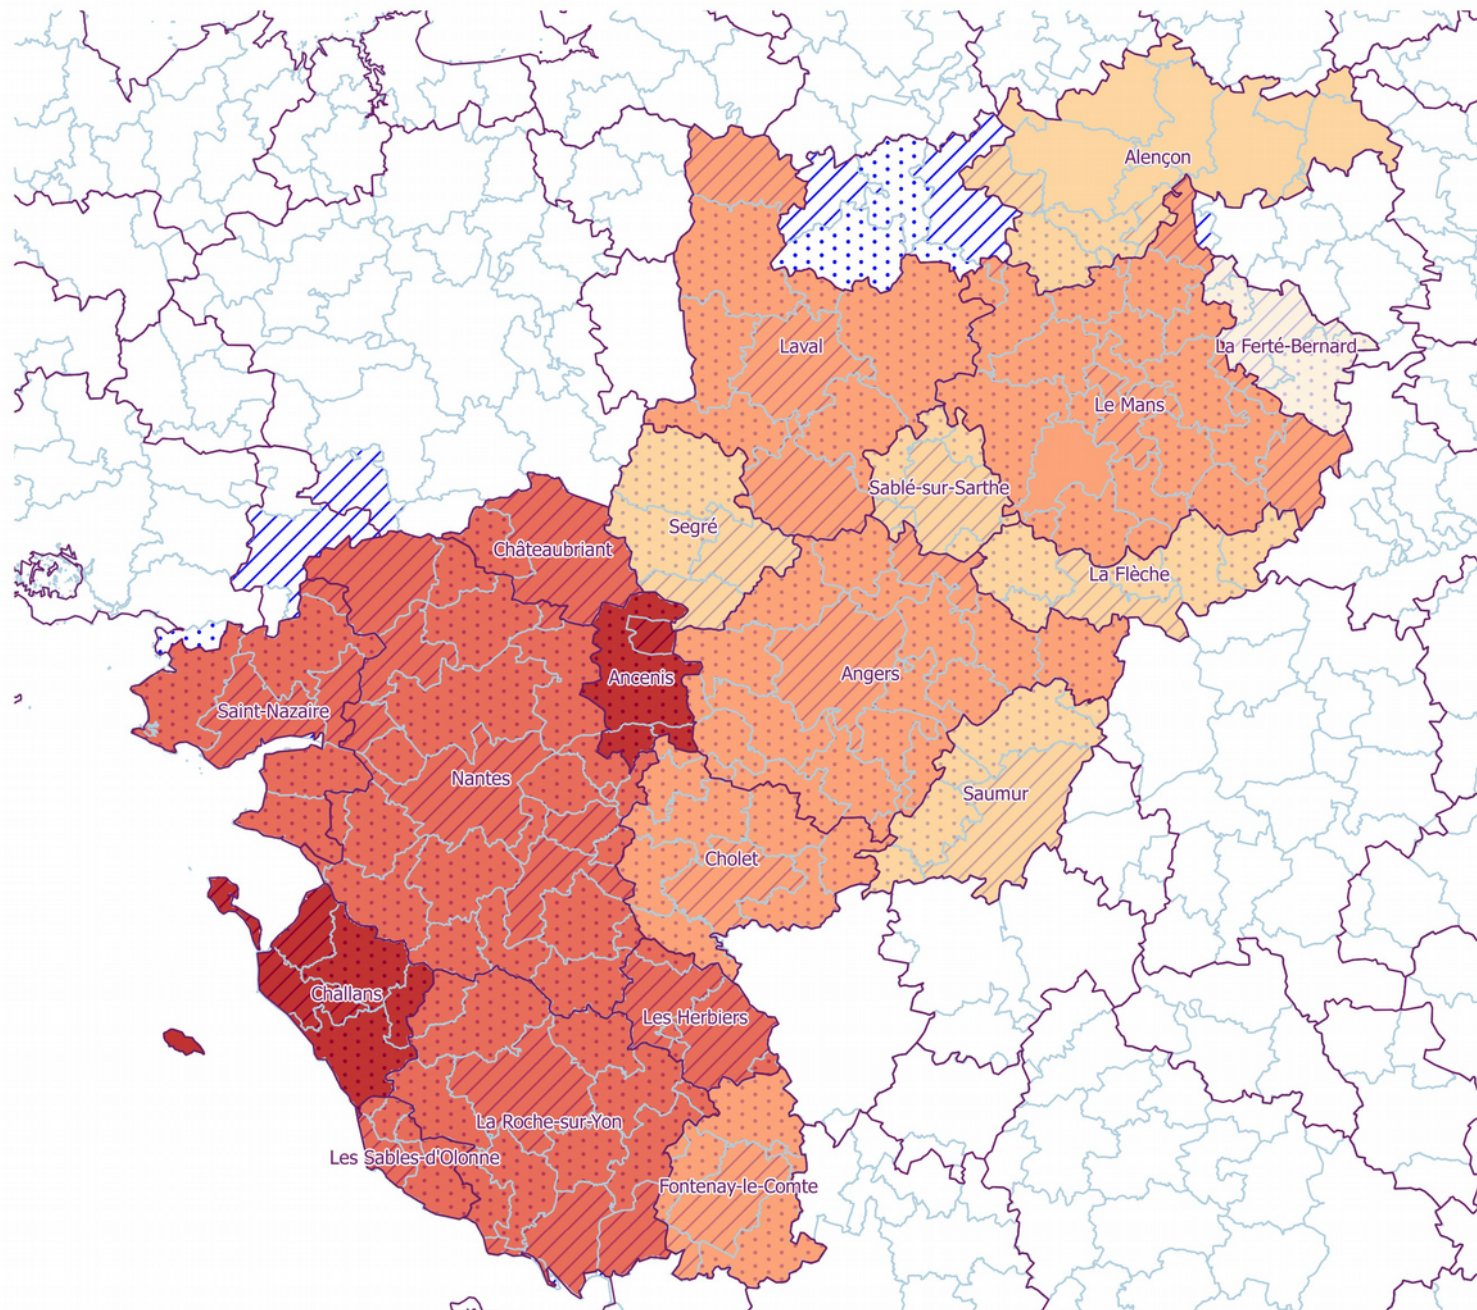 Alençon
Laval
La Ferté-Bernard
Le Mans
Sablé-sur-Sarthe
Segré
Châteaubriant
La Flèche
Angers
Ancenis
Saint-Nazaire
Nantes
Saumur
Cholet
Challans
Les Herbiers
La Roche-sur-Yon
Les Sables-d'Olonne
Fontenay-le-Comte